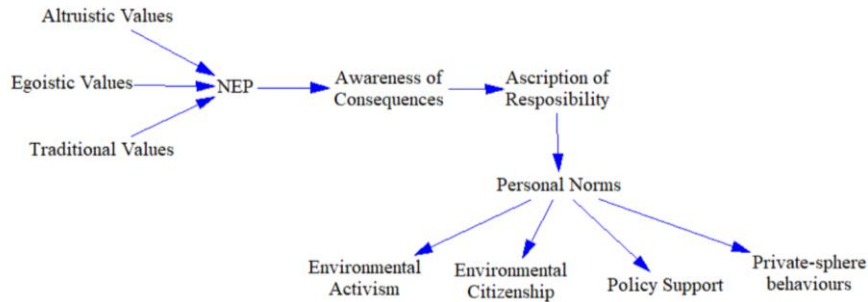 Altruistic Values
Egoistic Values
NEP
Awareness of
Consequences
Ascription of
Resposibility
Traditional Values
Personal Norms
Environmental
Activism
Environmental
Citizenship
Policy Support
Private-sphere
behaviours